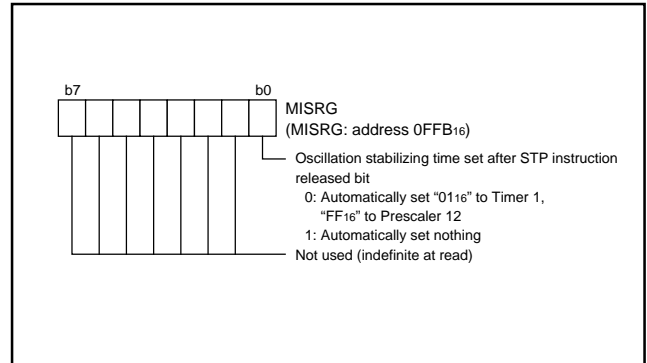 b7 b0
MISRG
(MISRG: address 0FFB16)
Oscillation stabilizing time set after STP instruction
released bit
0: Automatically set “0116” to Timer 1,
“FF16” to Prescaler 12
1: Automatically set nothing
Not used (indefinite at read)